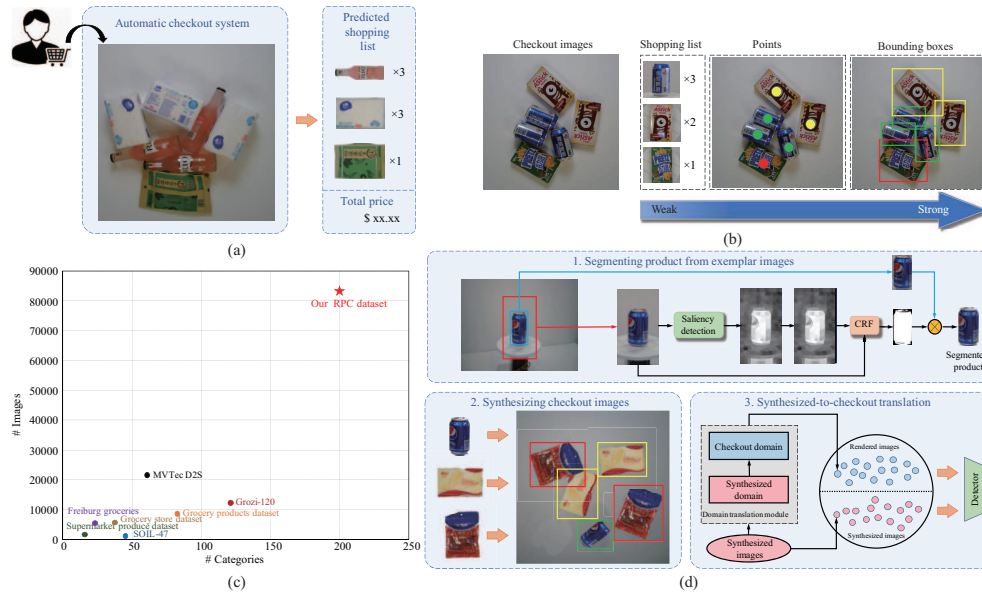 Automatic checkout system
Predicted
shopping
list
×3
×3
×1
Total price
$ xx.xx
(a)
Checkout images
Shopping list
Points
Bounding boxes
×3
×2
×1
Weak
Strong
(b)
90000
80000
70000
60000
50000
40000
30000
20000
10000
0
0
50
100
150
200
250
# Images
# Categories
Our RPC dataset
MVTec D2S
Grozi-120
Grocery products dataset
Freiburg groceries
Grocery store dataset
Supermarket produce dataset
SOIL-47
(c)
1. Segmenting product from exemplar images
Saliency
detection
CRF
Segmente
product
2. Synthesizing checkout images
3. Synthesized-to-checkout translation
Checkout domain
Synthesized
domain
Domain translation module
Synthesized
images
Rendered images
Synthesized images
Detector
(d)